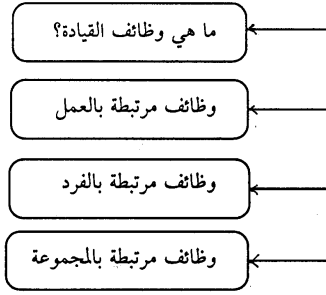 ما هي وظائف القيادة؟
وظائف مرتبطة بالعمل
وظائف مرتبطة بالفرد
وظائف مرتبطة بالمجموعة